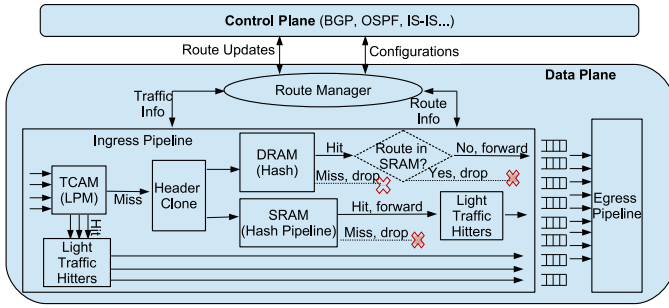 Control Plane (BGP, OSPF, IS-IS...)
Route Updates
Configurations
Data Plane
Route Manager
Traffic
Info
Route
Info
Ingress Pipeline
DRAM
(Hash)
Hit
Route in
SRAM?
No, forward
Miss, drop
Yes, drop
TCAM
(LPM)
Miss
Header
Clone
SRAM
(Hash Pipeline)
Hit, forward
Miss, drop
Light
Traffic
Hitters
Hit
Light
Traffic
Hitters
Egress
Pipeline